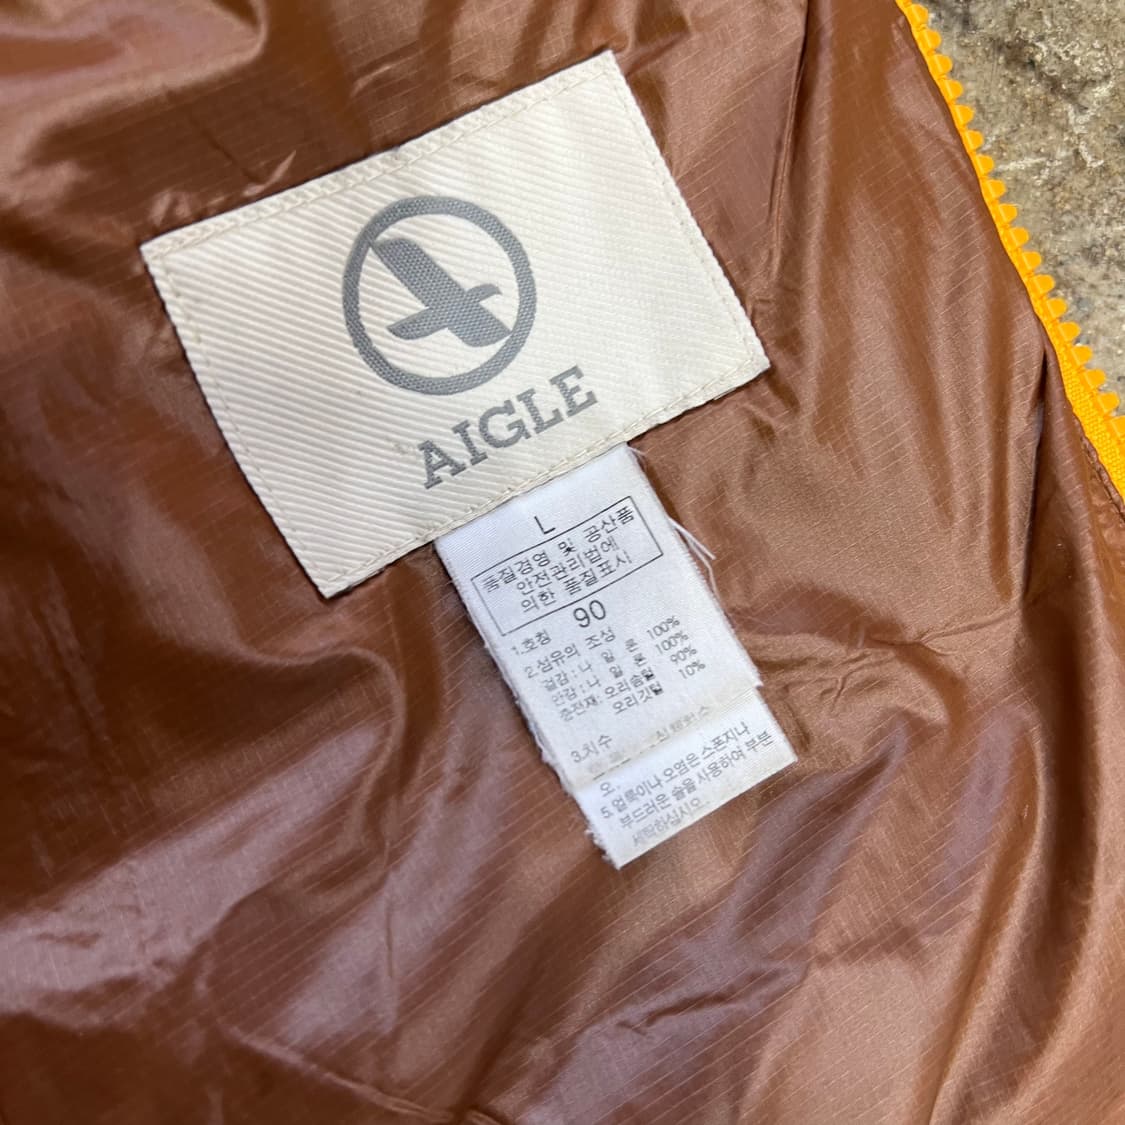 AIGLE
L
품질경영 및 공산품
안전관리법에
의한 품질표시
1.호칭 90
2.섬유의 조성
겉감:나 일 론 100%
안감:나 일 론 100%
충전재:오리솜털 90%
오리깃털 10%
3.치수
오.
5.얼룩이나 오염은 스폰지나
부드러운 솔을 사용하여 부분
세탁하십시오.